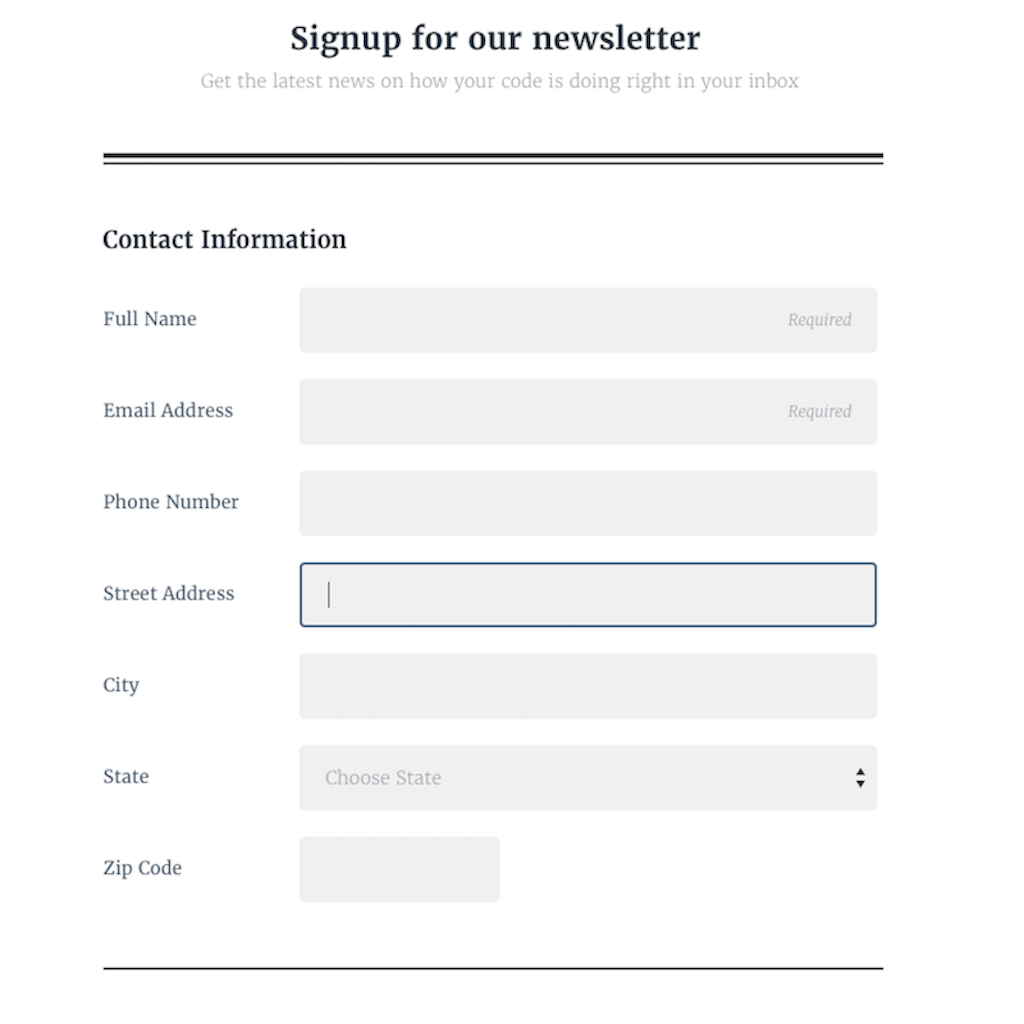 Signup for our newsletter
Get the latest news on how your code is doing right in your inbox
Contact Information
Full Name Required
Email Address Required
Phone Number
Street Address
City
State Choose State
Zip Code